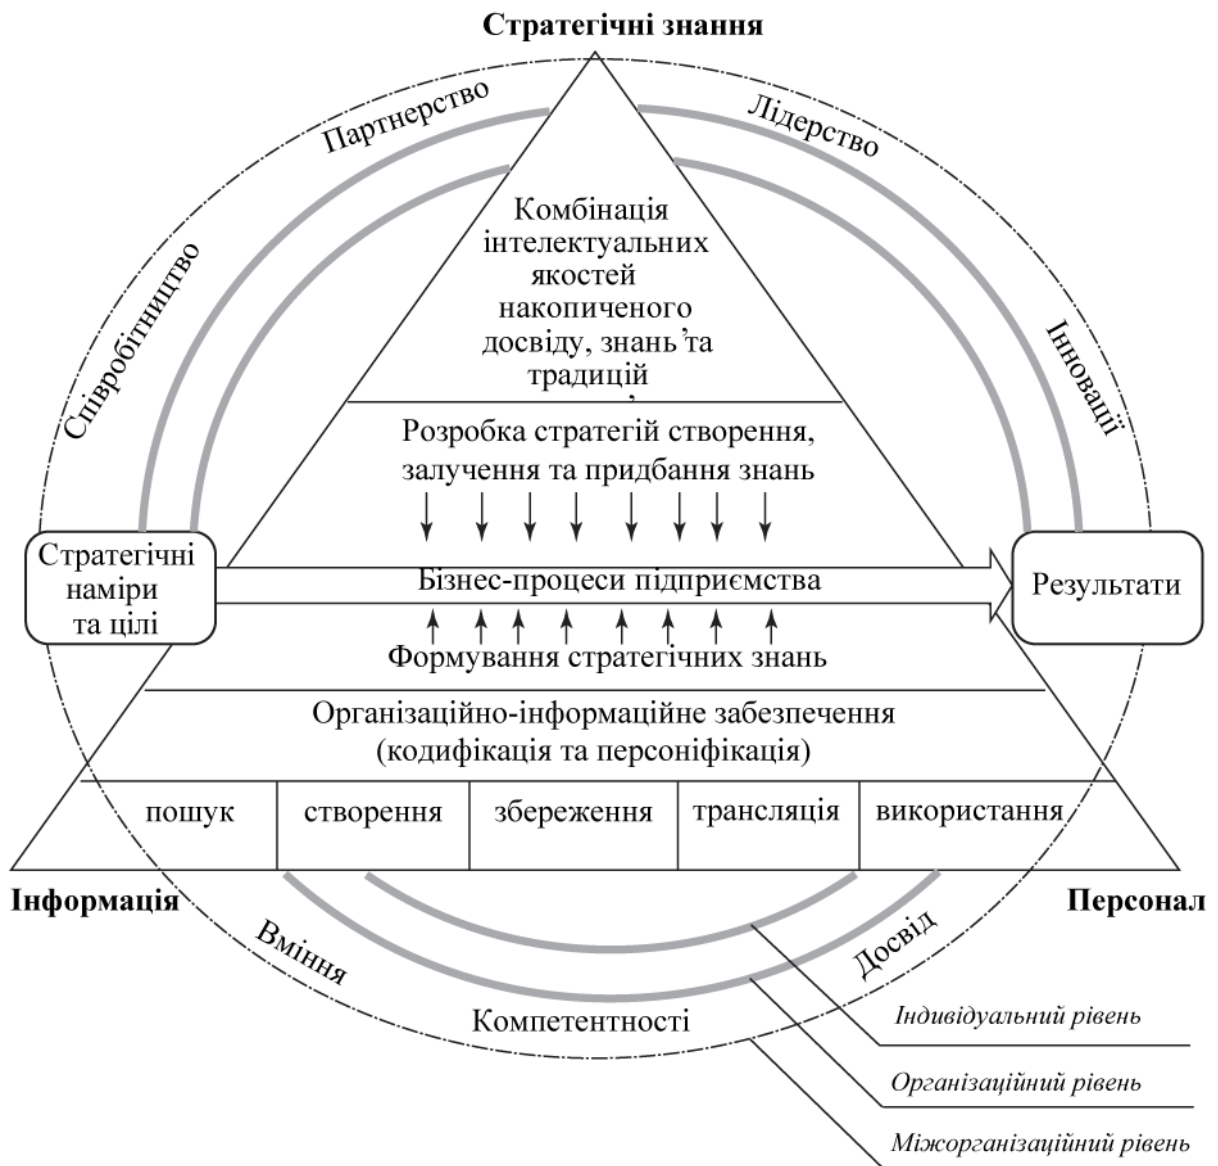 Стратегічні знання
Партнерство
Лідерство
Співробітництво
Інновації
Комбінація
інтелектуальних
якостей
накопиченого
досвіду, знань та
традицій
Розробка стратегій створення,
залучення та придбання знань
Стратегічні
наміри
та цілі
Бізнес-процеси підприємства
Результати
Формування стратегічних знань
Організаційно-інформаційне забезпечення
(кодифікація та персоніфікація)
пошук
створення
збереження
трансляція
використання
Інформація
Персонал
Вміння
Компетентності
Досвід
Індивідуальний рівень
Організаційний рівень
Міжорганізаційний рівень